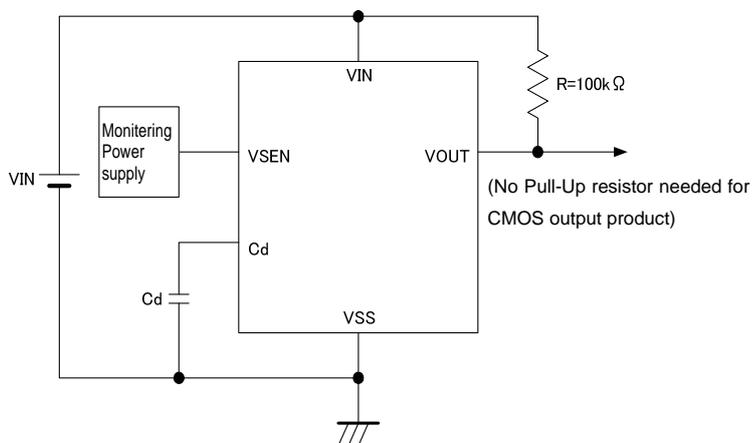 VIN
R=100kΩ
Monitering
Power
supply
VSEN
VOUT
VIN
(No Pull-Up resistor needed for
CMOS output product)
Cd
Cd
VSS